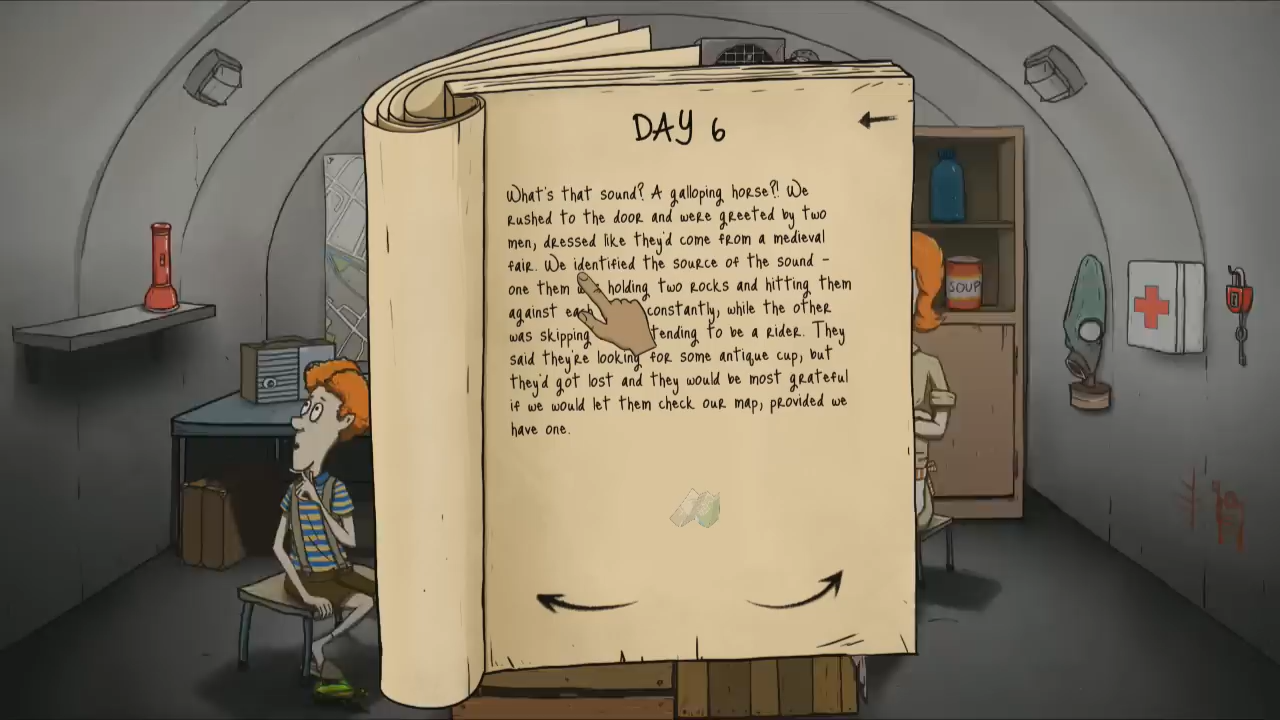 DAY 6
What's that sound? A galloping horse?! We
rushed to the door and were greeted by two
men, dressed like they'd come from a medieval
fair. We identified the source of the sound -
one them holding two rocks and hitting them
against constantly, while the other
was skipping tending to be a rider. They
said they're looking for some antique cup, but
they'd got lost and they would be most grateful
if we would let them check our map, provided we
have one.
SOUP